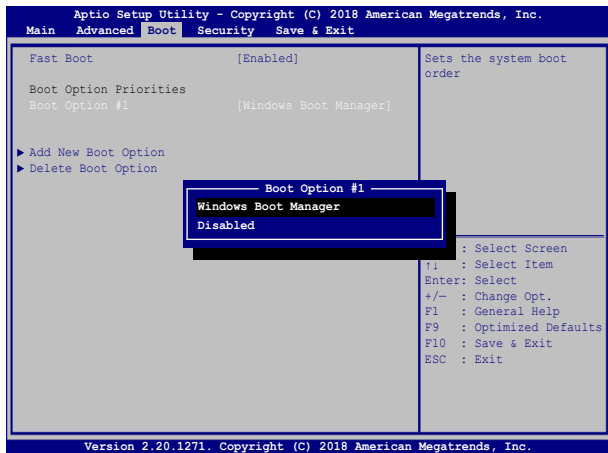 Aptio Setup Utility - Copyright (C) 2018 American Megatrends, Inc.
Main Advanced Boot Security Save & Exit
Fast Boot [Enabled]
Boot Option Priorities
Boot Option #1 [Windows Boot Manager]
▶ Add New Boot Option
▶ Delete Boot Option
Sets the system boot
order
Boot Option #1
Windows Boot Manager
Disabled
: Select Screen
↑↓ : Select Item
Enter: Select
+/— : Change Opt.
F1 : General Help
F9 : Optimized Defaults
F10 : Save & Exit
ESC : Exit
Version 2.20.1271. Copyright (C) 2018 American Megatrends, Inc.